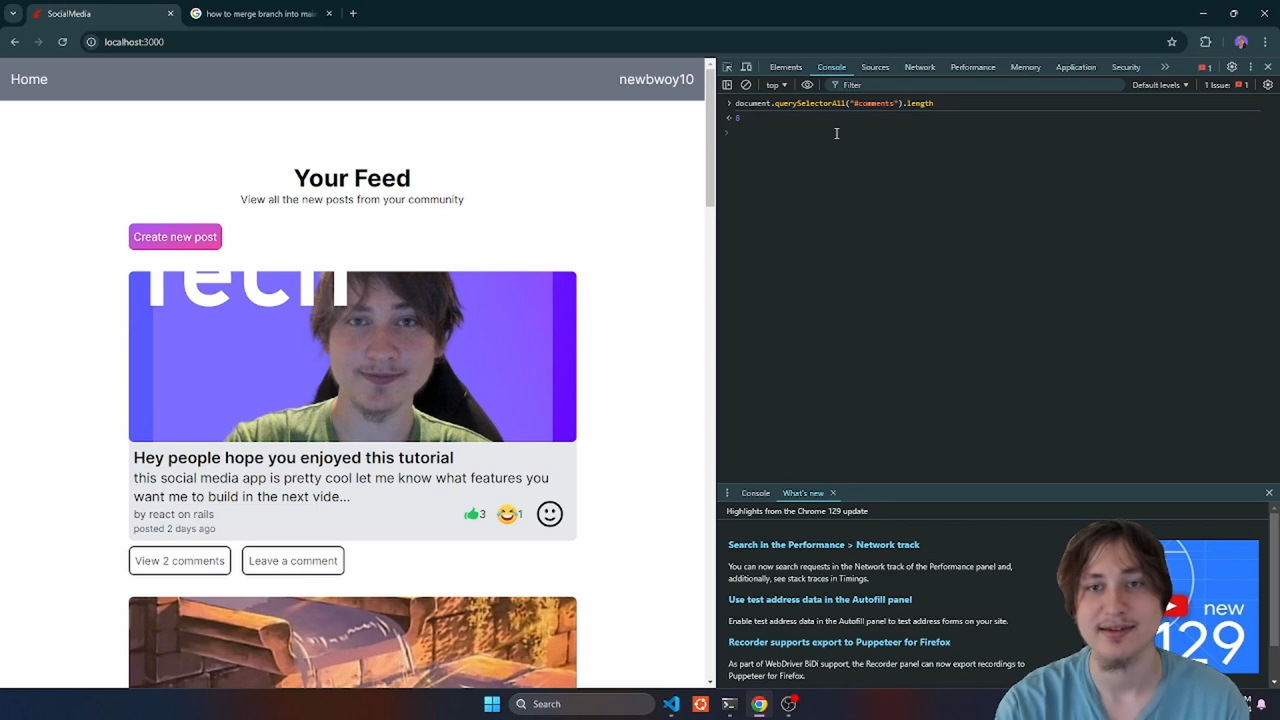 SocialMedia
how to merge branch into mai
localhost:3000
Home
newbwoy10
Your Feed
View all the new posts from your community
Create new post
Tech
Hey people hope you enjoyed this tutorial
this social media app is pretty cool let me know what features you
want me to build in the next vide...
by react on rails
posted 2 days ago
3
1
View 2 comments
Leave a comment
Elements
Console
Sources
Network
Performance
Memory
Application
Security
1
top
Filter
Default levels
1 Issue:
1
document.querySelectorAll("#comments").length
8
Console
What's new
Highlights from the Chrome 129 update
Search in the Performance > Network track
You can now search requests in the Network track of the Performance panel and,
additionally, see stack traces in Timings.
Use test address data in the Autofill panel
Enable test address data in the Autofill panel to test address forms on your site.
Recorder supports export to Puppeteer for Firefox
As part of WebDriver BiDi support, the Recorder panel can now export recordings to
Puppeteer for Firefox.
new
129
Search